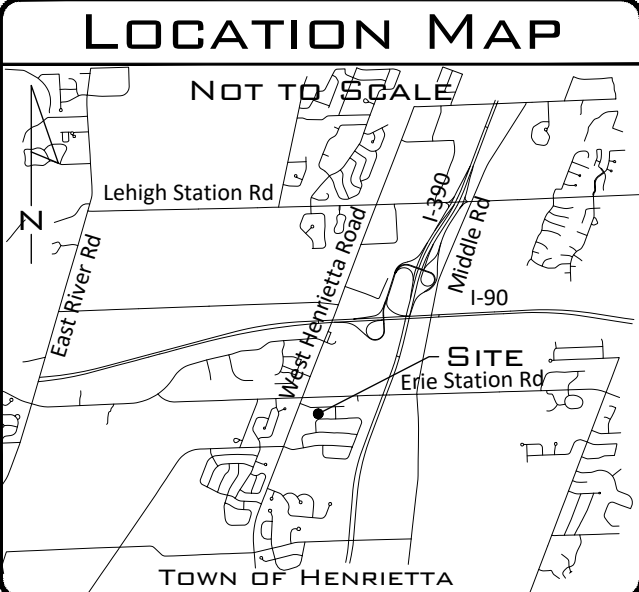 LOCATION MAP
NOT TO SCALE
Lehigh Station Rd
N
I-390
Middle Rd
East River Rd
West Henrietta Road
I-90
SITE
Erie Station Rd
TOWN OF HENRIETTA